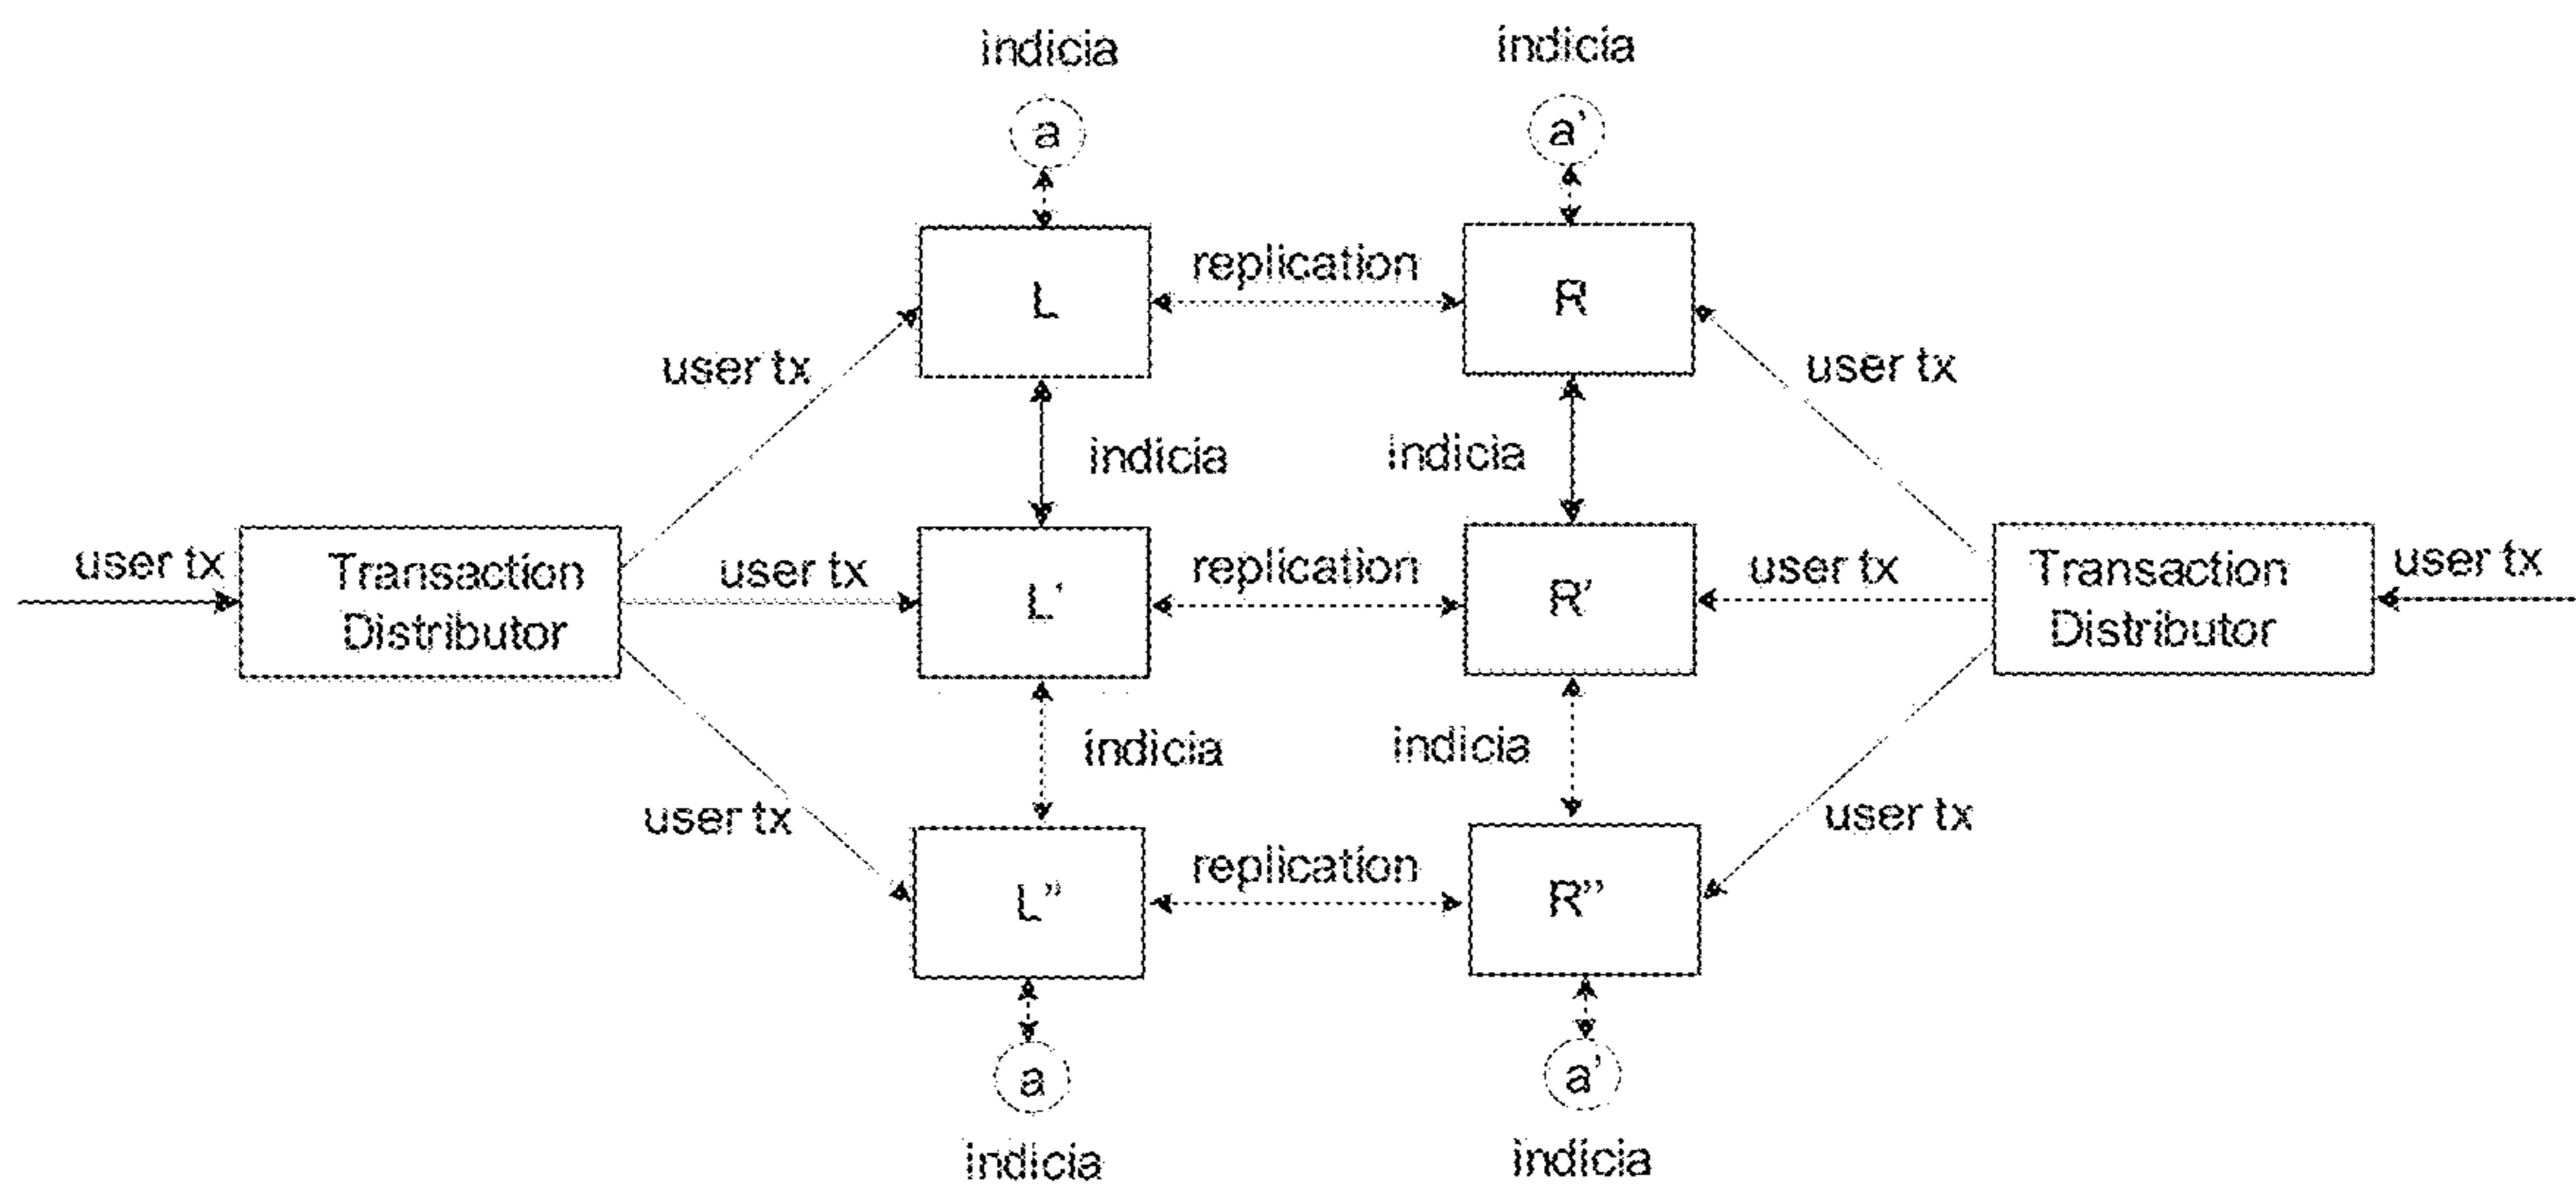 indicia
indicia
a
a'
L
replication
R
user tx
user tx
indicia
indicia
user tx
Transaction
Distributor
user tx
L'
replication
R'
user tx
Transaction
Distributor
user tx
indicia
indicia
user tx
L”
replication
R”
user tx
a
a'
indicia
indicia